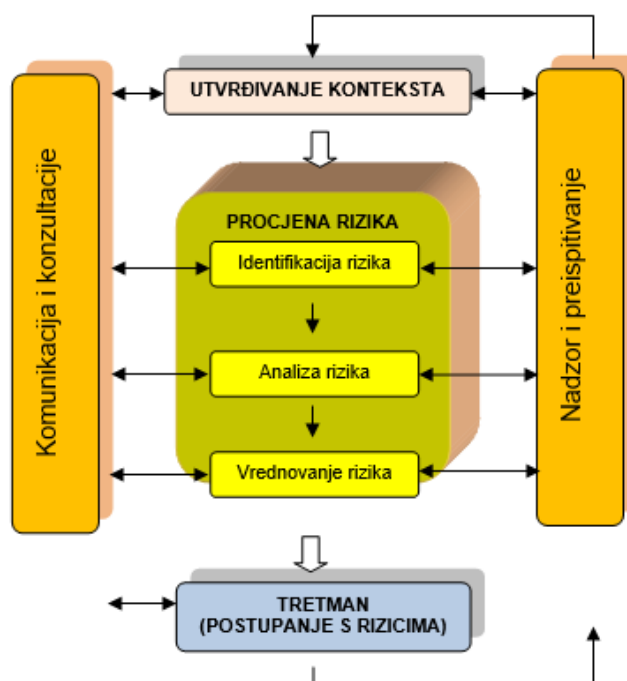 UTVRĐIVANJE KONTEKSTA
Komunikacija i konzultacije
PROCJENA RIZIKA
Identifikacija rizika
Analiza rizika
Vrednovanje rizika
Nadzor i preispitivanje
TRETMAN
(POSTUPANJE S RIZICIMA)